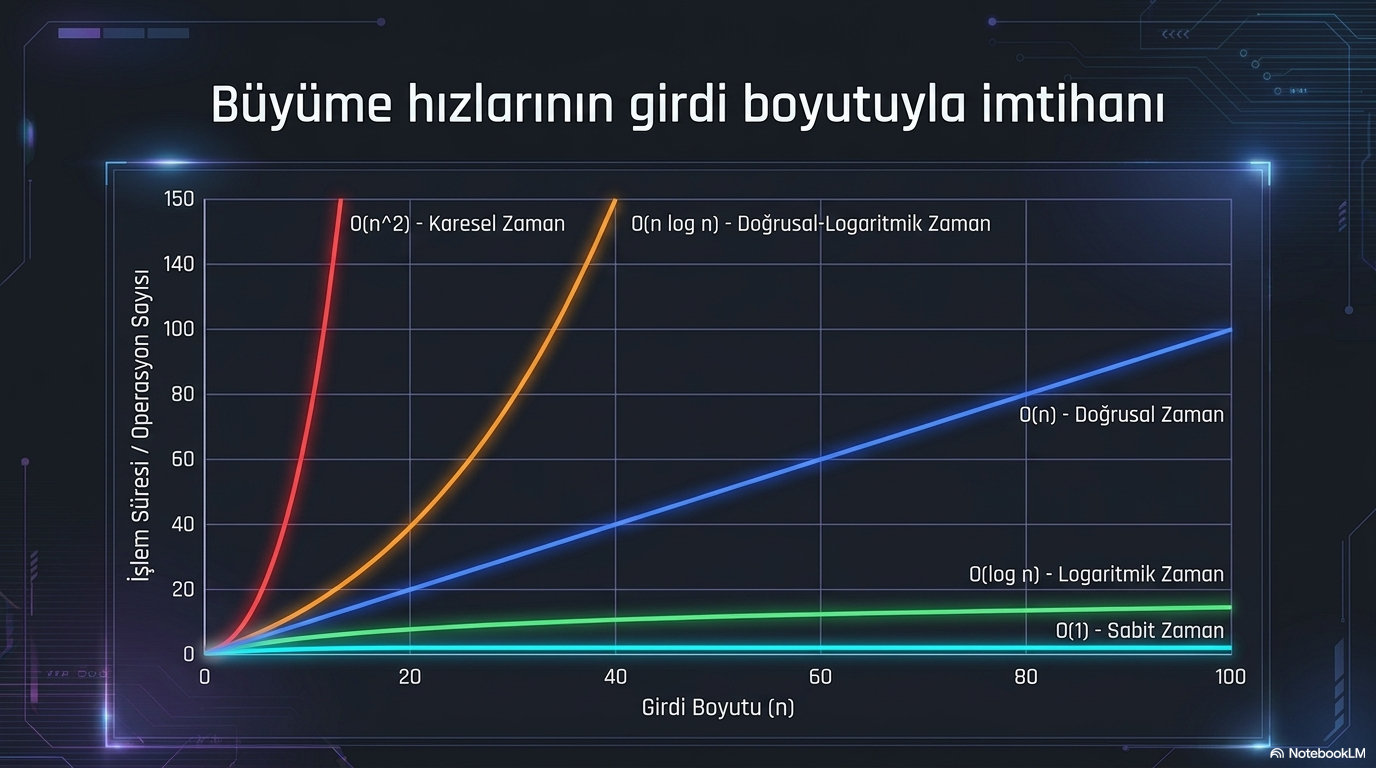 Büyüme hızlarının girdi boyutuyla imtihanı
O(n^2) - Karesel Zaman
O(n log n) - Doğrusal-Logaritmik Zaman
O(n) - Doğrusal Zaman
O(log n) - Logaritmik Zaman
O(1) - Sabit Zaman
İşlem Süresi / Operasyon Sayısı
150
140
100
80
60
40
20
0
0 20 40 60 80 100
Girdi Boyutu (n)
NotebookLM